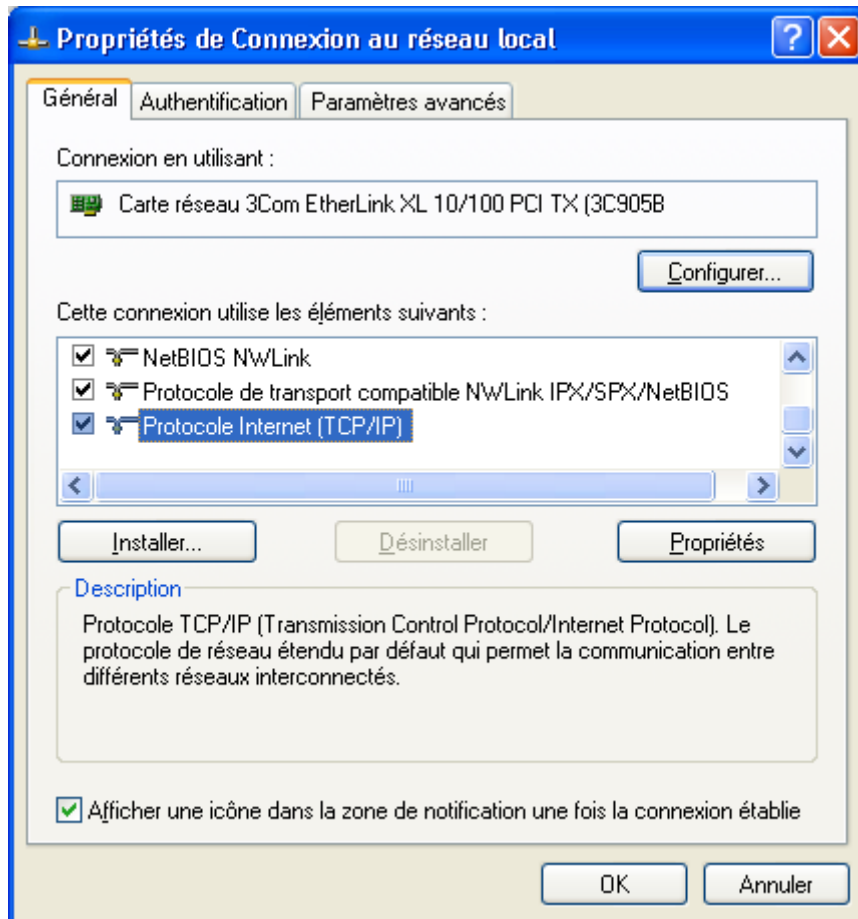 Propriétés de Connexion au réseau local
Général Authentification Paramètres avancés
Connexion en utilisant :
Carte réseau 3Com EtherLink XL 10/100 PCI TX (3C905B
Configurer...
Cette connexion utilise les éléments suivants :
NetBIOS NWLink
Protocole de transport compatible NWLink IPX/SPX/NetBIOS
Protocole Internet (TCP/IP)
Installer... Désinstaller Propriétés
Description
Protocole TCP/IP (Transmission Control Protocol/Internet Protocol). Le
protocole de réseau étendu par défaut qui permet la communication entre
différents réseaux interconnectés.
Afficher une icône dans la zone de notification une fois la connexion établie
OK Annuler